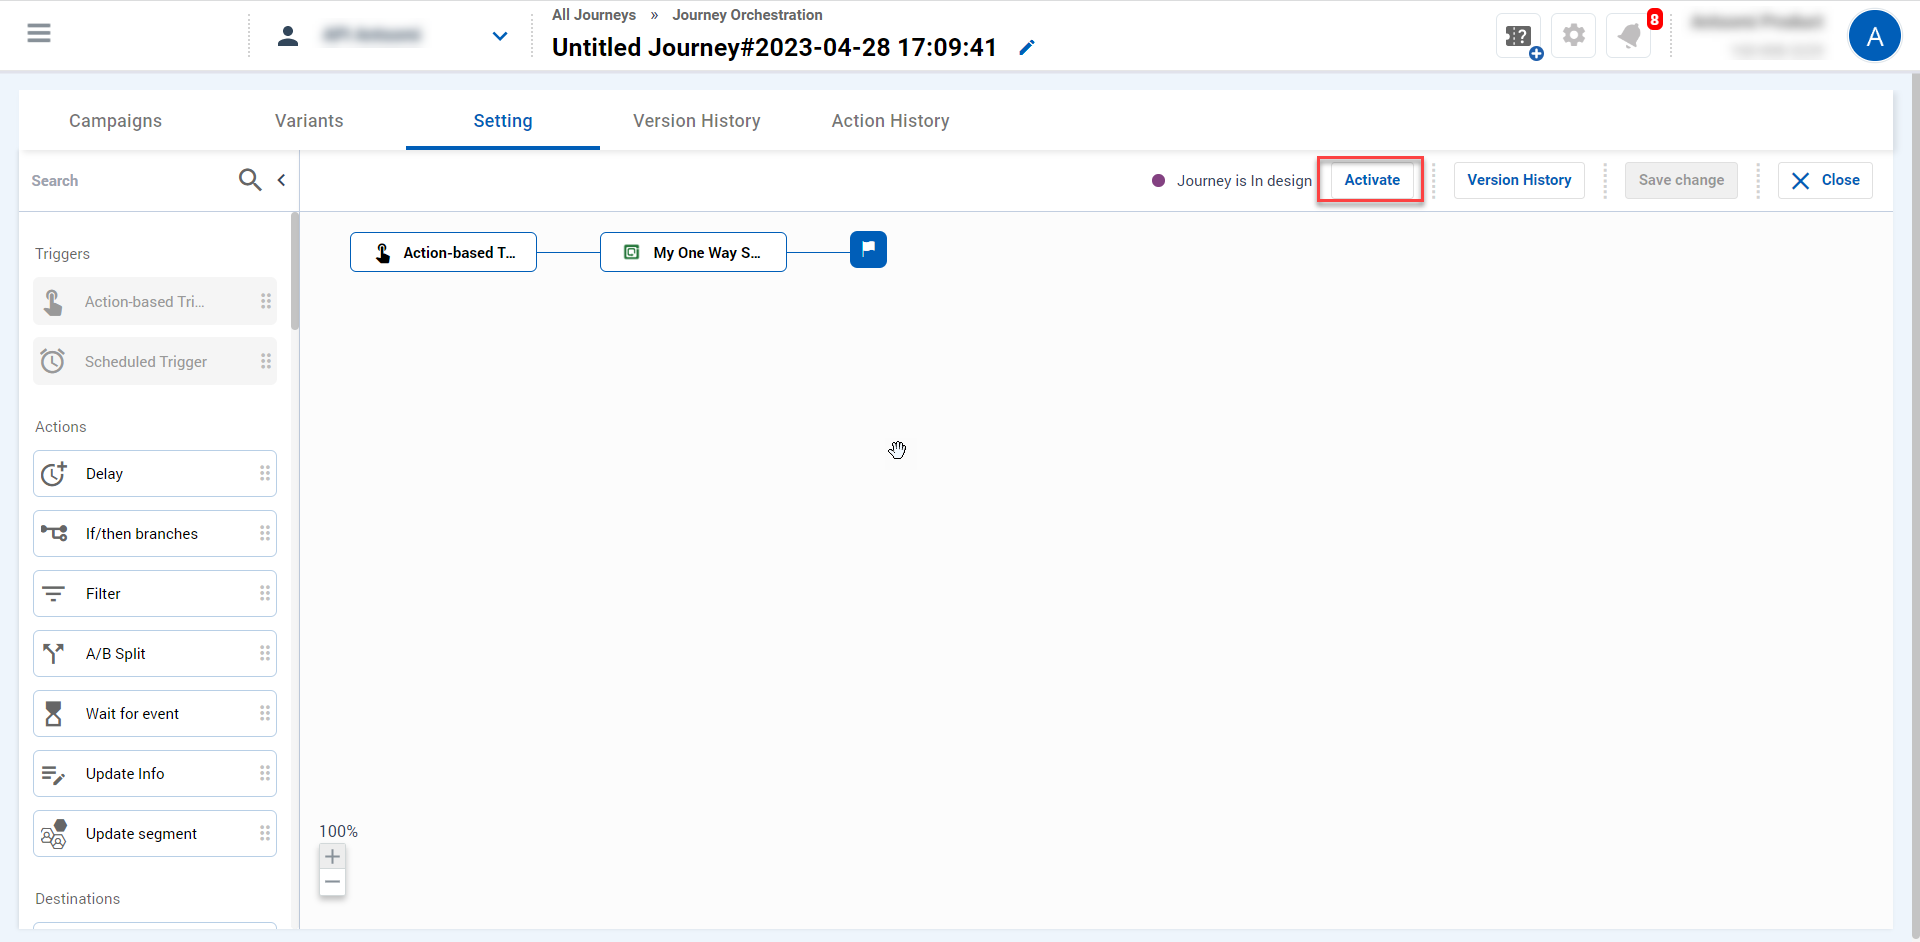 All Journeys » Journey Orchestration
Untitled Journey#2023-04-28 17:09:41
8
A
Campaigns
Variants
Setting
Version History
Action History
Search
Journey is In design
Activate
Version History
Save change
Close
Triggers
Action-based Tri...
Scheduled Trigger
Actions
Delay
If/then branches
Filter
A/B Split
Wait for event
Update Info
Update segment
Destinations
Action-based T...
My One Way S...
100%